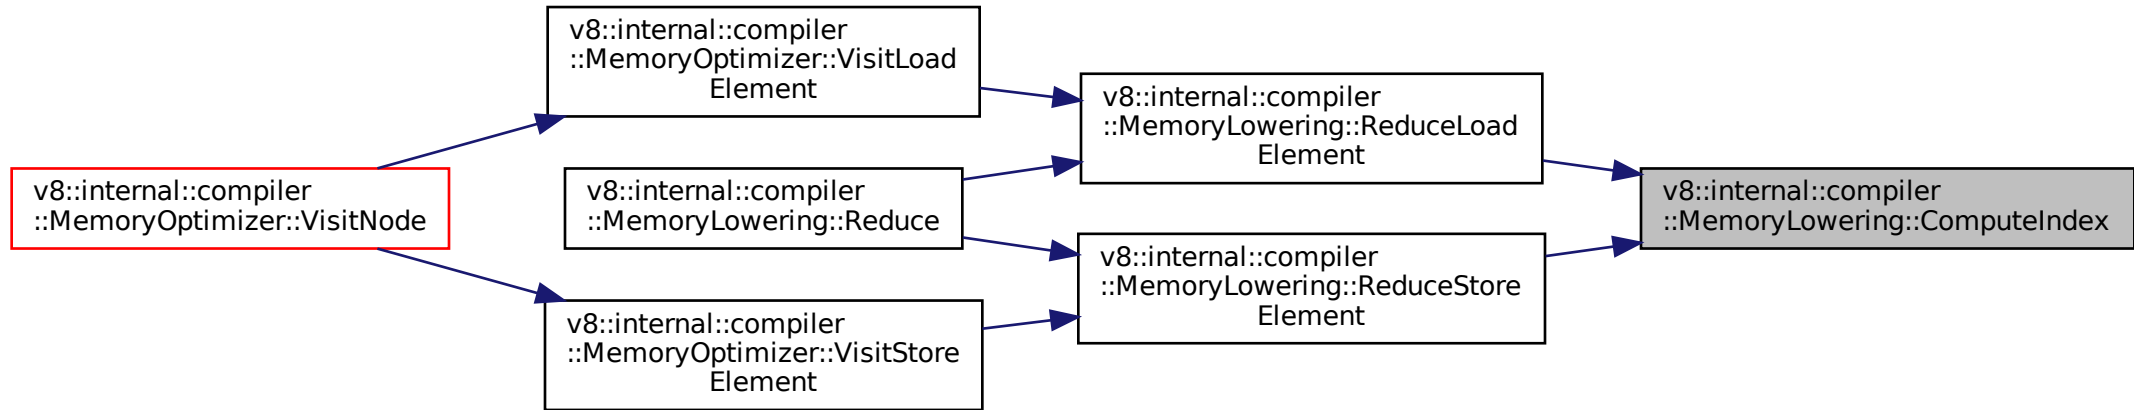 v8::internal::compiler
::MemoryOptimizer::VisitNode
v8::internal::compiler
::MemoryOptimizer::VisitLoad
Element
v8::internal::compiler
::MemoryLowering::Reduce
v8::internal::compiler
::MemoryOptimizer::VisitStore
Element
v8::internal::compiler
::MemoryLowering::ReduceLoad
Element
v8::internal::compiler
::MemoryLowering::ReduceStore
Element
v8::internal::compiler
::MemoryLowering::ComputeIndex